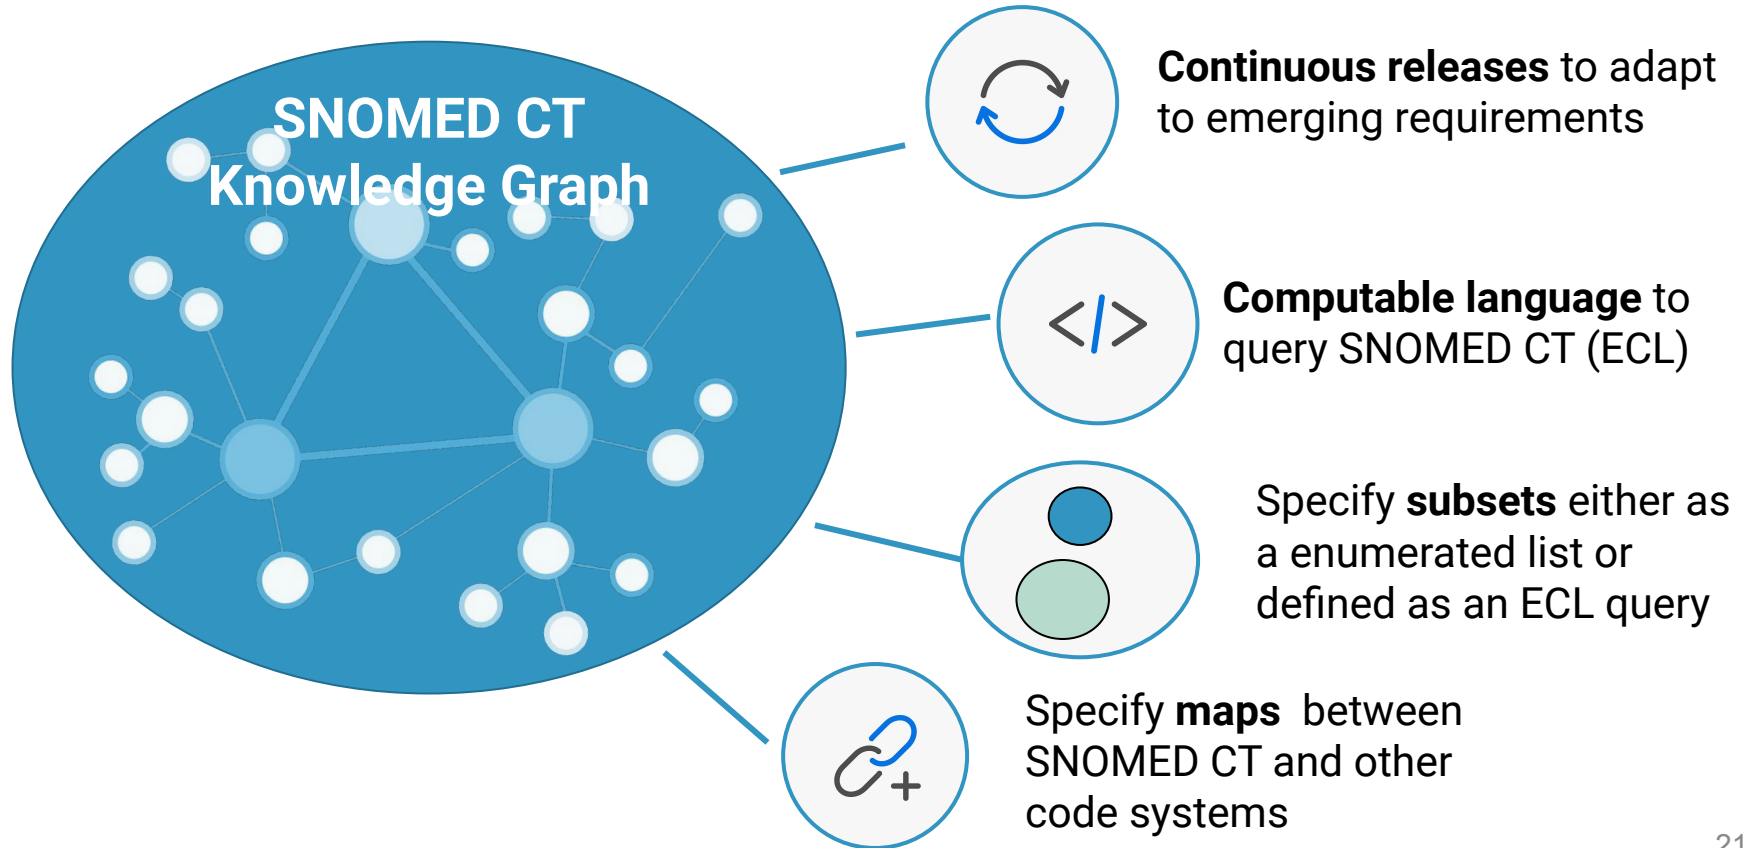 SNOMED CT
Knowledge Graph
Continuous releases to adapt
to emerging requirements
</>
Computable language to
query SNOMED CT (ECL)
Specify subsets either as
a enumerated list or
defined as an ECL query
Specify maps between
SNOMED CT and other
code systems
21